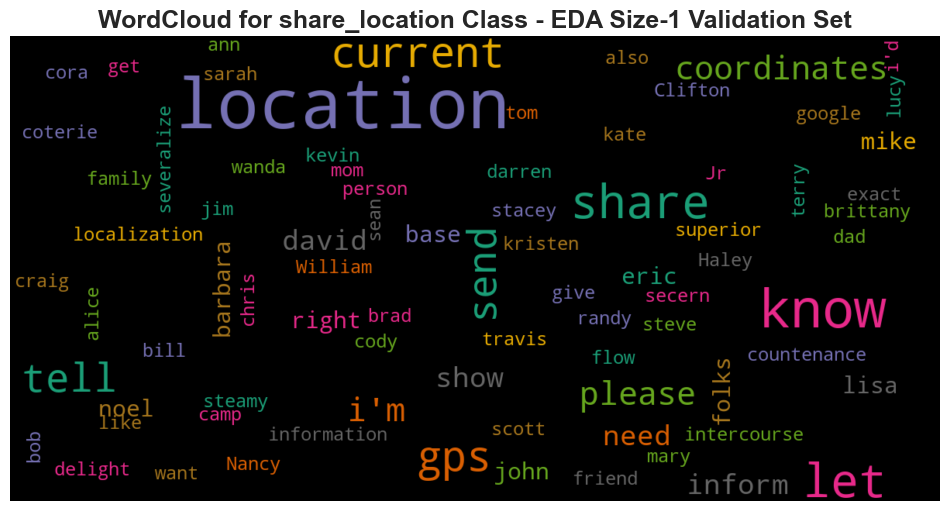 WordCloud for share_location Class - EDA Size-1 Validation Set
ann
current
also
coordinates
i'd
cora
get
sarah
location
tom
Clifton
lucy
google
coterie
severalize
kevin
kate
mike
family
wanda
mom
person
darren
Jr
terry
exact
jim
sean
stacey
share
brittany
localization
david
base
send
kristen
superior
dad
craig
barbara
chris
William
eric
Haley
alice
right
brad
give
secern
know
randy
steve
bill
cody
travis
flow
countenance
tell
show
please
folks
lisa
steamy
noel
camp
like
i'm
information
scott
need
intercourse
bob
delight
want
Nancy
gps
john
friend
mary
inform
let